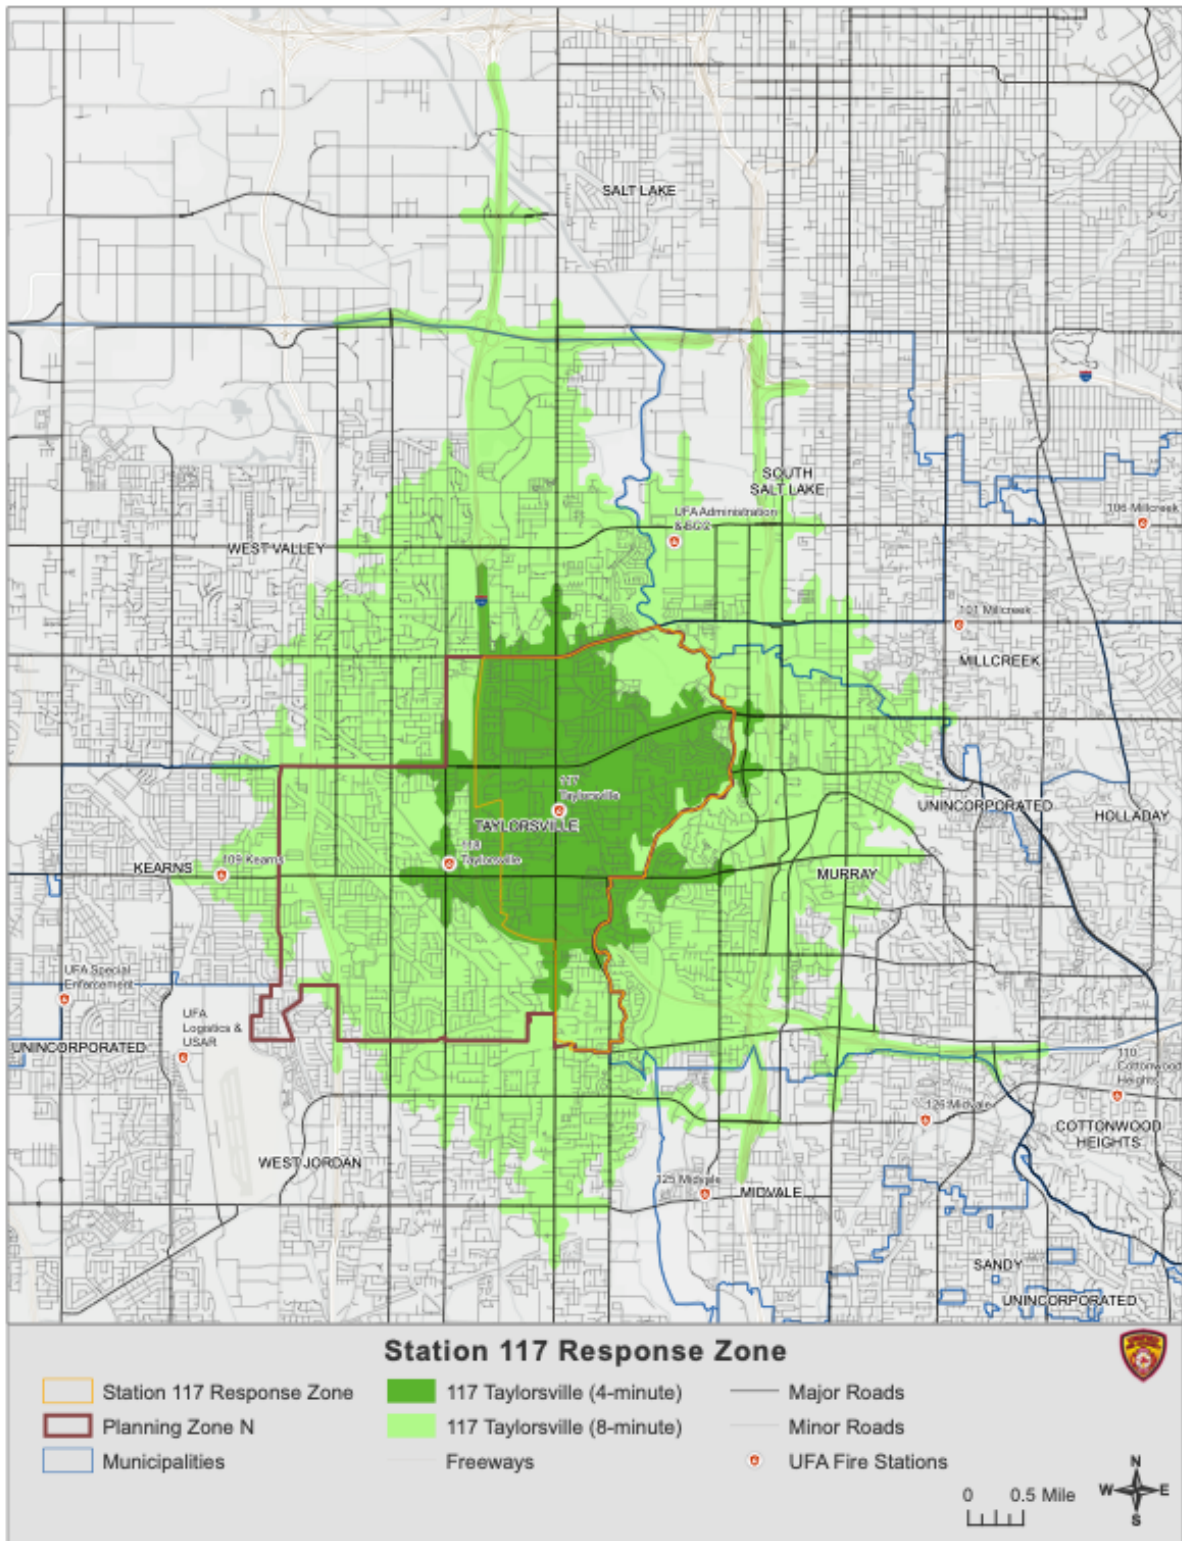 SALT LAKE
SOUTH
SALT LAKE
UFA Administration
& ECC
106 Millcreek
WEST VALLEY
101 Millcreek
MILLCREEK
117
Taylorsville
TAYLORSVILLE
UNINCORPORATED
HOLLADAY
118
Taylorsville
KEARNS
109 Kearns
MURRAY
UFA Special
Enforcement
UFA
Logistics &
USAR
UNINCORPORATED
110
Cottonwood
Heights
126 Midvale
COTTONWOOD
HEIGHTS
WEST JORDAN
125 Midvale
MIDVALE
SANDY
UNINCORPORATED
Station 117 Response Zone
Station 117 Response Zone
117 Taylorsville (4-minute)
Major Roads
Planning Zone N
117 Taylorsville (8-minute)
Minor Roads
Municipalities
Freeways
UFA Fire Stations
0 0.5 Mile
N
W E
S